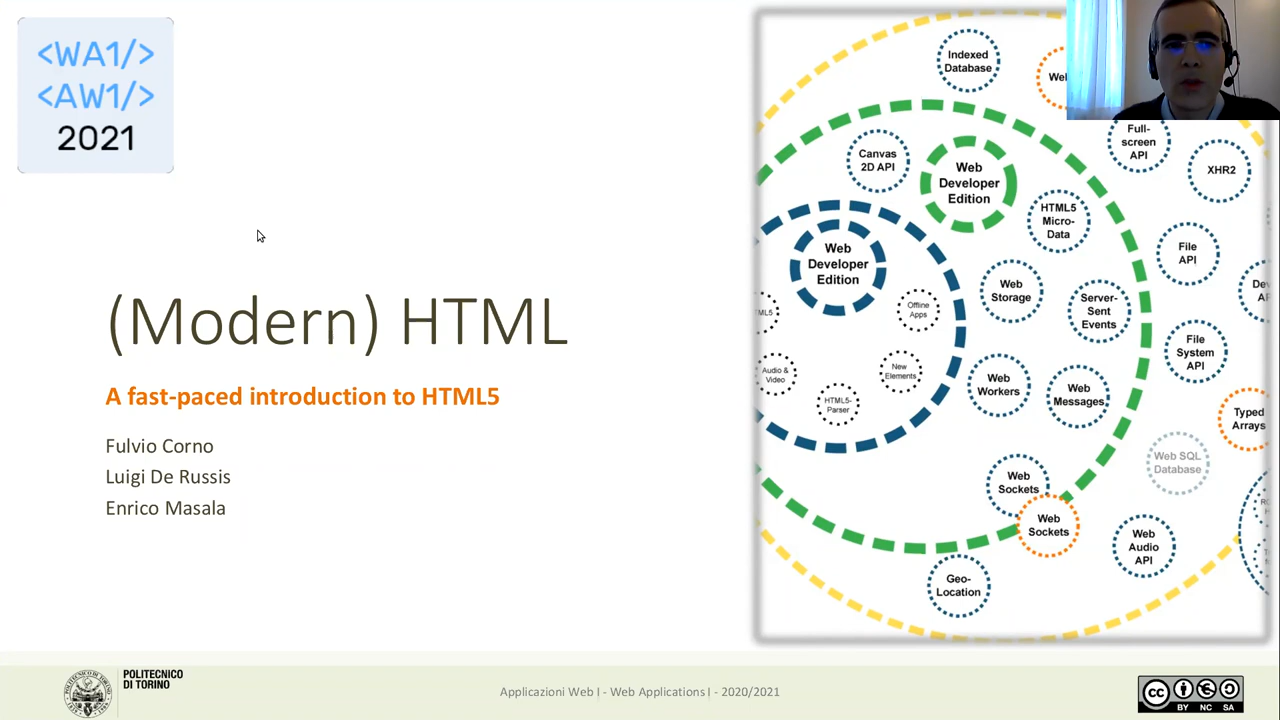 <WA1/>
<AW1/>
2021
(Modern) HTML
A fast-paced introduction to HTML5
Fulvio Corno
Luigi De Russis
Enrico Masala
Indexed
Database
Full-
screen
API
XHR2
Canvas
2D API
Web
Developer
Edition
HTML5
Micro-
Data
File
API
Web
Developer
Edition
Web
Storage
Server-
Sent
Events
Offline
Apps
File
System
API
Audio &
Video
New
Elements
HTML5-
Parser
Web
Workers
Web
Messages
Typed
Arrays
Web SQL
Database
Web
Sockets
Web
Sockets
Web
Audio
API
Geo-
Location
POLITECNICO
DI TORINO
Applicazioni Web I - Web Applications I - 2020/2021
cc
BY NC SA